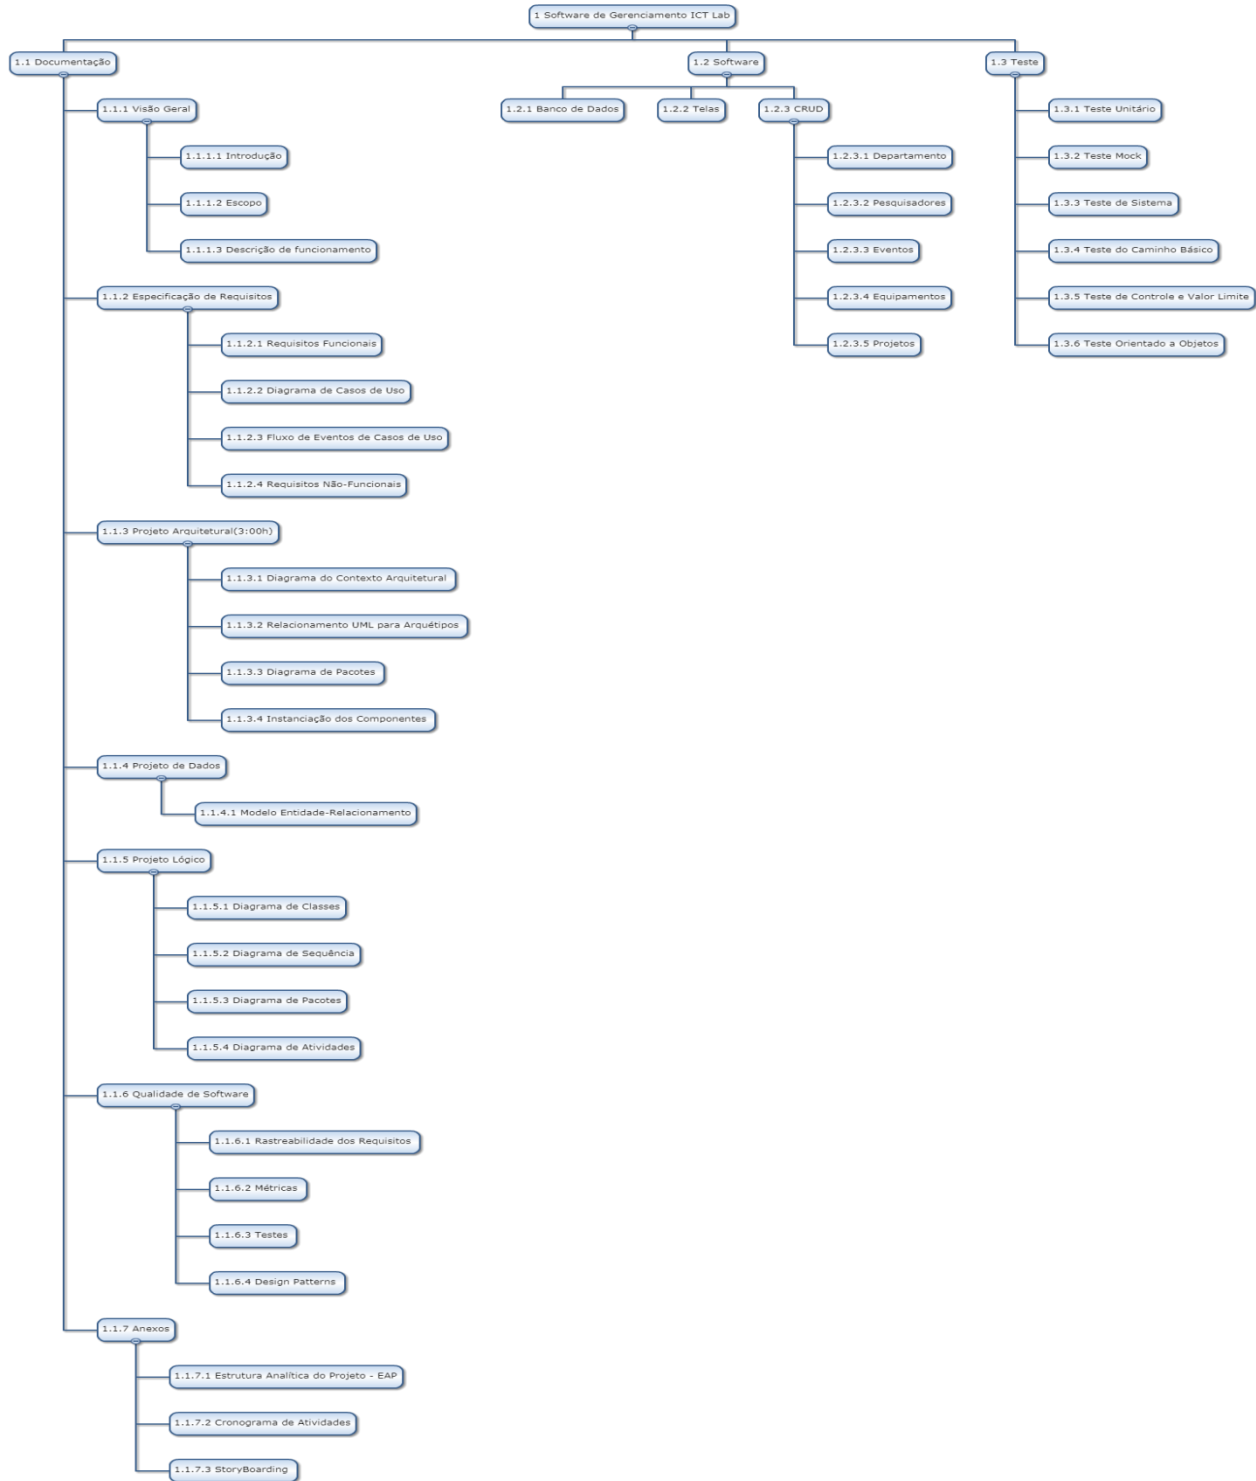 1 Software de Gerenciamento ICT Lab
1.1 Documentação
1.2 Software
1.3 Teste
1.1.1 Visão Geral
1.1.1.1 Introdução
1.1.1.2 Escopo
1.1.1.3 Descrição de funcionamento
1.1.2 Especificação de Requisitos
1.1.2.1 Requisitos Funcionais
1.1.2.2 Diagrama de Casos de Uso
1.1.2.3 Fluxo de Eventos de Casos de Uso
1.1.2.4 Requisitos Não-Funcionais
1.1.3 Projeto Arquitetural(3:00h)
1.1.3.1 Diagrama do Contexto Arquitetural
1.1.3.2 Relacionamento UML para Arquétipos
1.1.3.3 Diagrama de Pacotes
1.1.3.4 Instanciação dos Componentes
1.1.4 Projeto de Dados
1.1.4.1 Modelo Entidade-Relacionamento
1.1.5 Projeto Lógico
1.1.5.1 Diagrama de Classes
1.1.5.2 Diagrama de Sequência
1.1.5.3 Diagrama de Pacotes
1.1.5.4 Diagrama de Atividades
1.1.6 Qualidade de Software
1.1.6.1 Rastreabilidade dos Requisitos
1.1.6.2 Métricas
1.1.6.3 Testes
1.1.6.4 Design Patterns
1.1.7 Anexos
1.1.7.1 Estrutura Analítica do Projeto - EAP
1.1.7.2 Cronograma de Atividades
1.1.7.3 StoryBoarding
1.2.1 Banco de Dados
1.2.2 Telas
1.2.3 CRUD
1.2.3.1 Departamento
1.2.3.2 Pesquisadores
1.2.3.3 Eventos
1.2.3.4 Equipamentos
1.2.3.5 Projetos
1.3.1 Teste Unitário
1.3.2 Teste Mock
1.3.3 Teste de Sistema
1.3.4 Teste do Caminho Básico
1.3.5 Teste de Controle e Valor Limite
1.3.6 Teste Orientado a Objetos